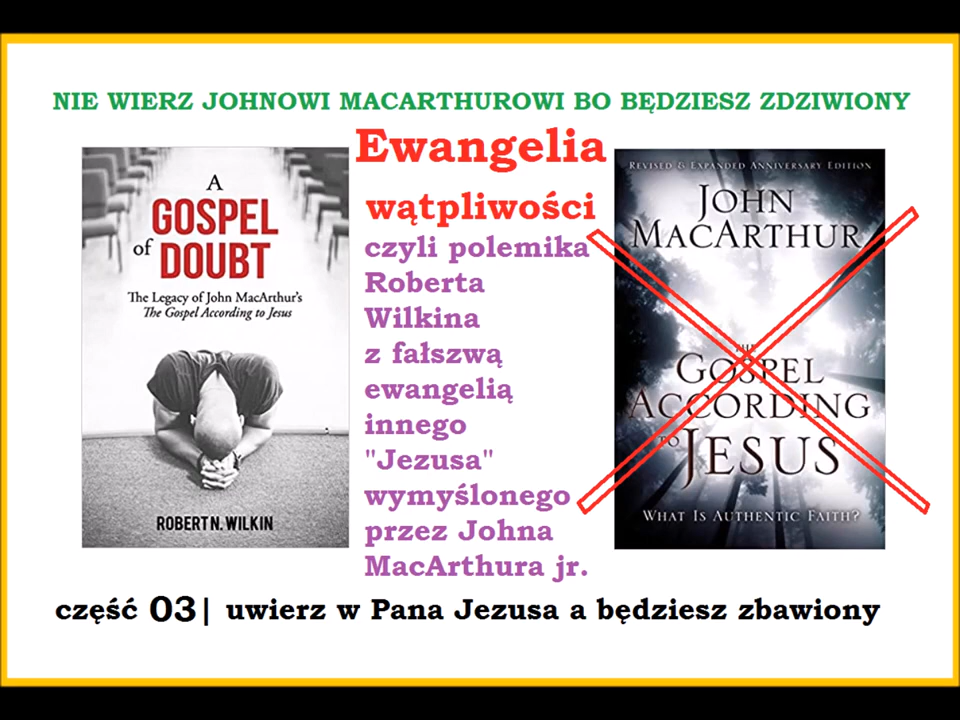 NIE WIERZ JOHNOWI MACARTHUROWI BO BĘDZIESZ ZDZIWIONY
Ewangelia
wątpliwości
czyli polemika
Roberta
Wilkina
z fałszwą
ewangelią
innego
"Jezusa"
wymyślonego
przez Johna
MacArthura jr.
A
GOSPEL
of DOUBT
The Legacy of John MacArthur's
The Gospel According to Jesus
ROBERT N. WILKIN
REVISED & EXPANDED ANNIVERSARY EDITION
JOHN
MACARTHUR
THE
GOSPEL
ACCORDING
TO JESUS
WHAT IS AUTHENTIC FAITH?
część 03| uwierz w Pana Jezusa a będziesz zbawiony